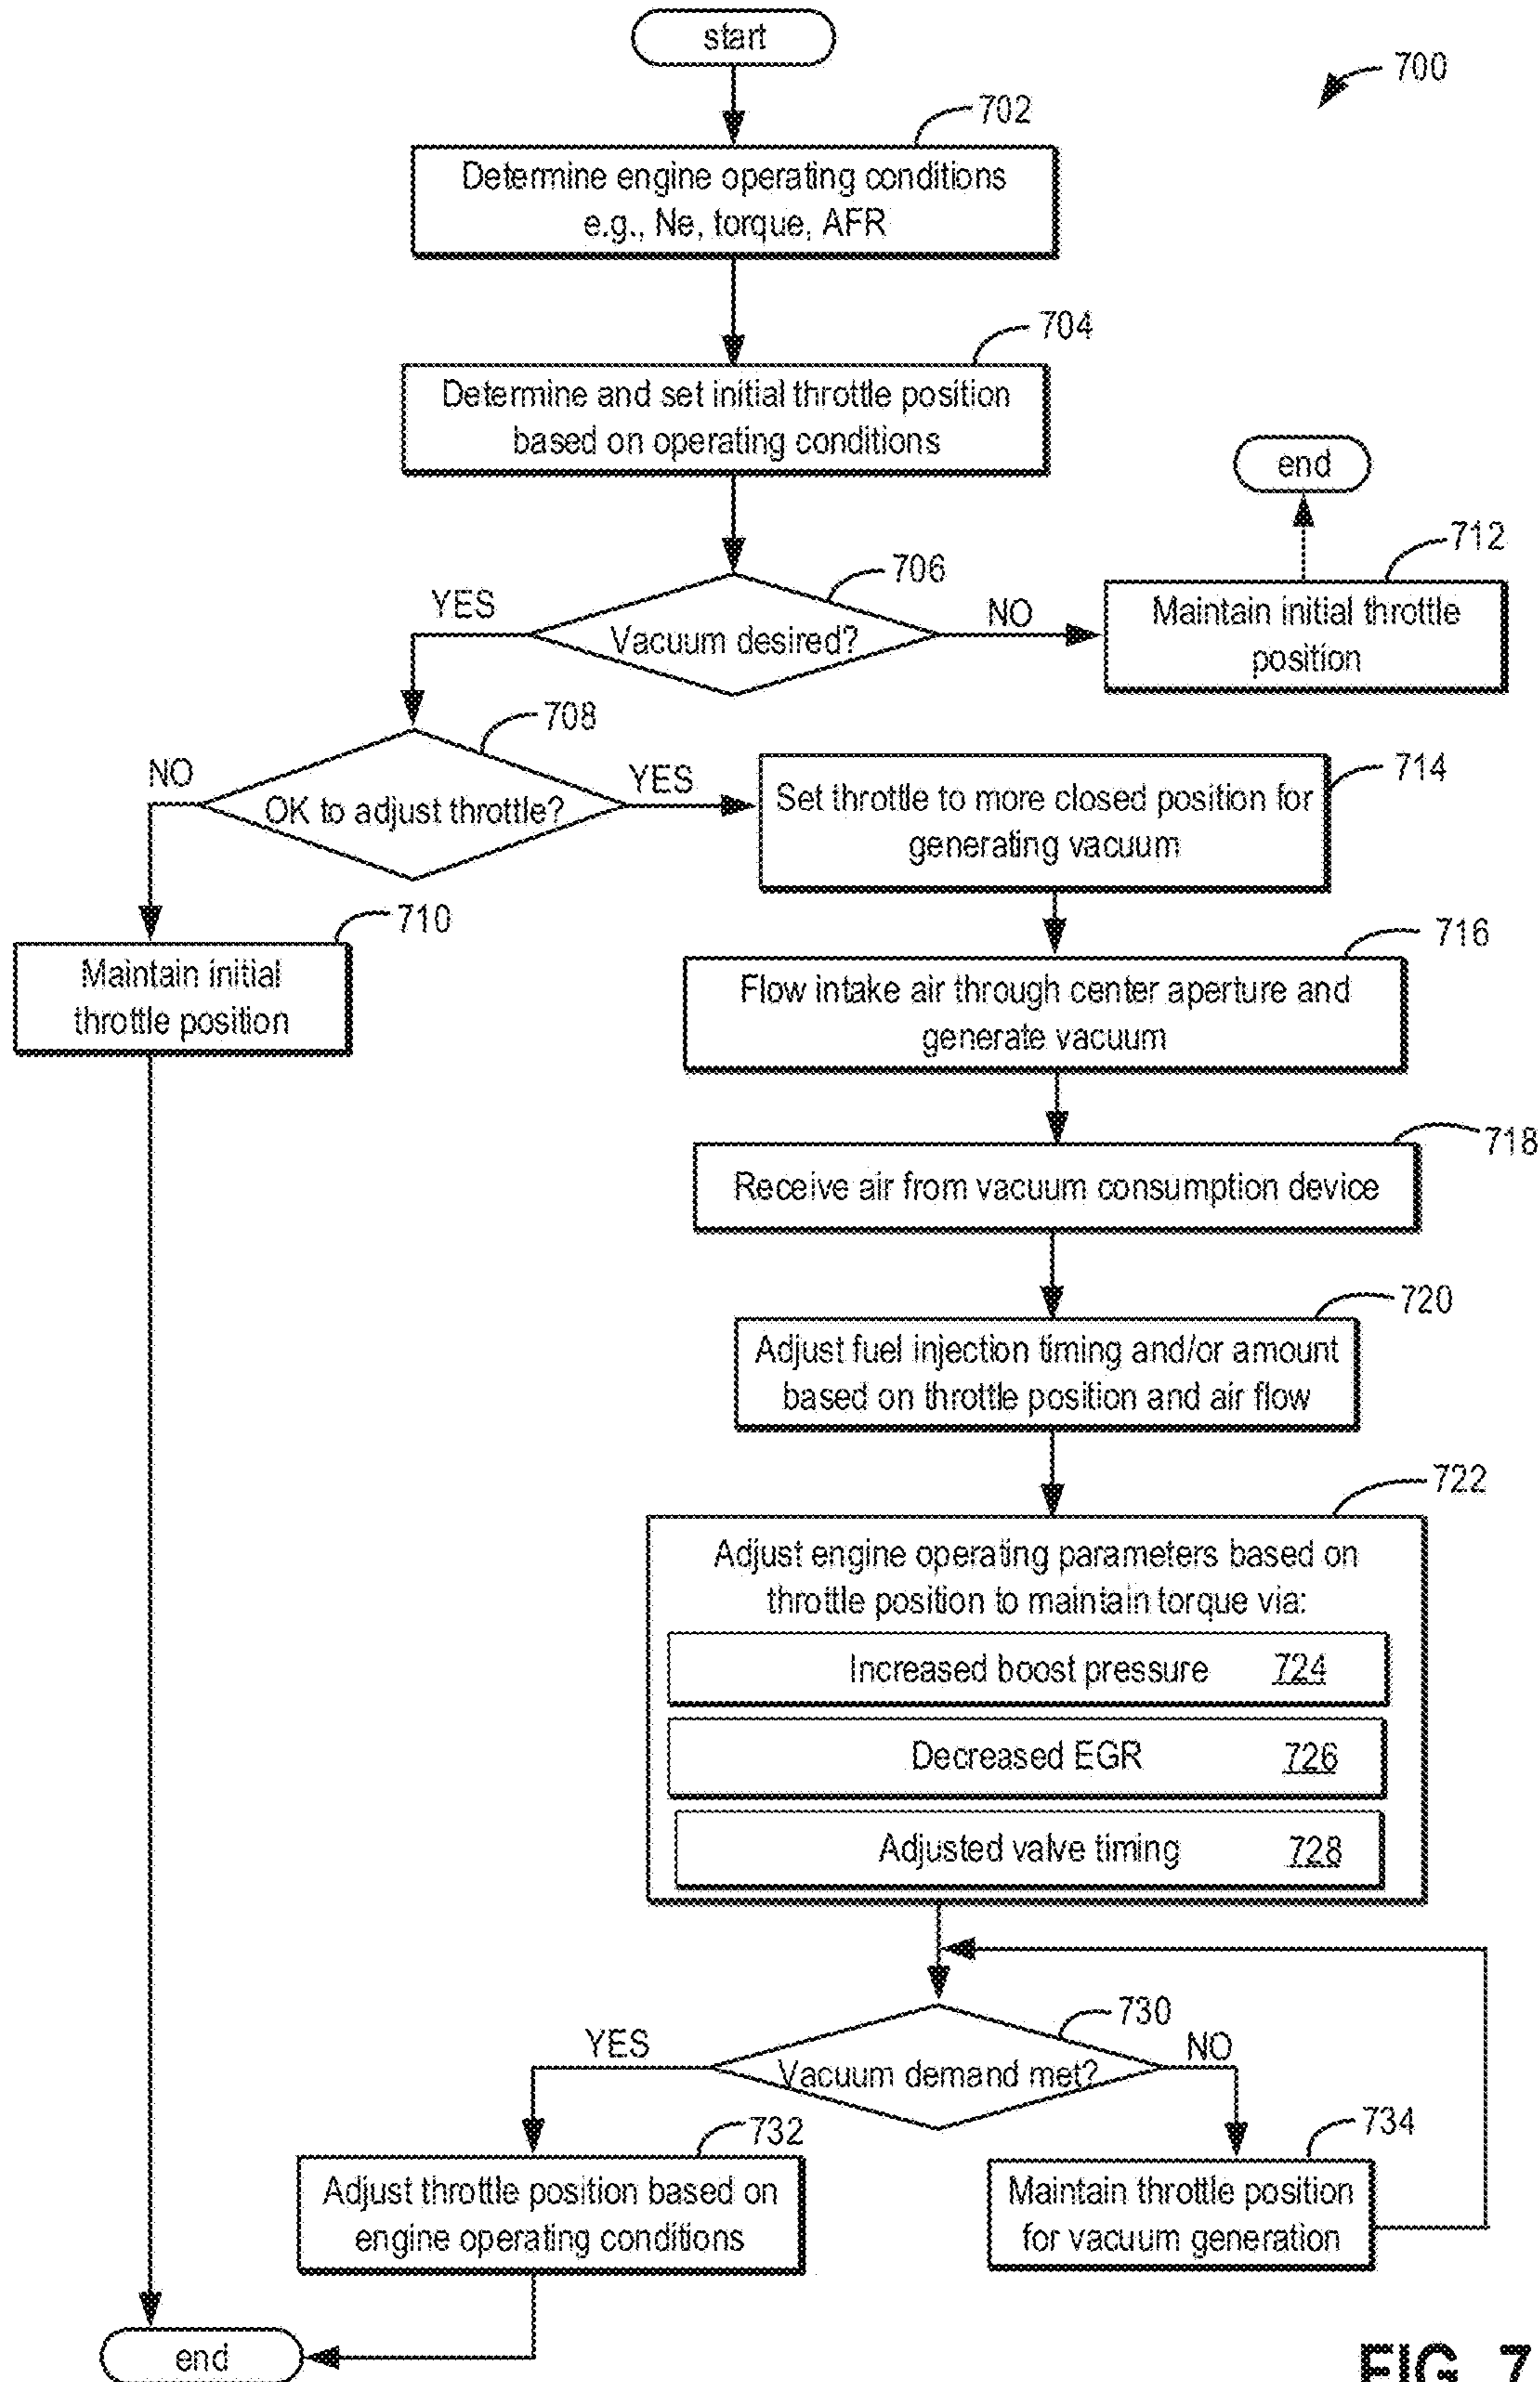 start
700
702
Determine engine operating conditions
e.g., Ne, torque, AFR
704
Determine and set initial throttle position
based on operating conditions
end
706
712
YES
Vacuum desired?
NO
Maintain initial throttle
position
708
NO
OK to adjust throttle?
YES
714
Set throttle to more closed position for
generating vacuum
710
Maintain initial
throttle position
716
Flow intake air through center aperture and
generate vacuum
718
Receive air from vacuum consumption device
720
Adjust fuel injection timing and/or amount
based on throttle position and air flow
722
Adjust engine operating parameters based on
throttle position to maintain torque via:
Increased boost pressure 724
Decreased EGR 726
Adjusted valve timing 728
730
YES
Vacuum demand met?
NO
732
734
Adjust throttle position based on
engine operating conditions
Maintain throttle position
for vacuum generation
end
FIG. 7